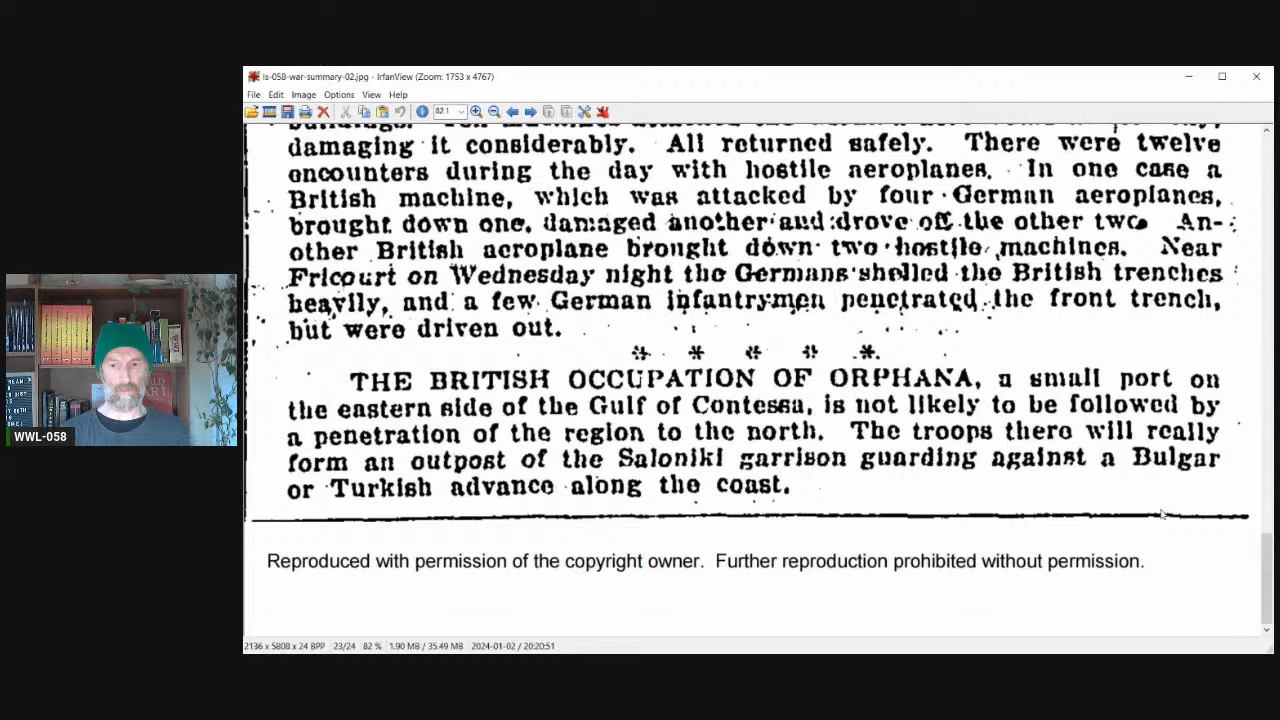 ls-058-war-summary-02.jpg - IrfanView (Zoom: 1753 x 4767)
File Edit Image Options View Help
82.1
damaging it considerably. All returned safely. There were twelve
encounters during the day with hostile aeroplanes. In one case a
British machine, which was attacked by four German aeroplanes,
brought down one, damaged another and drove off the other two. An-
other British aeroplane brought down two hostile machines. Near
Fricourt on Wednesday night the Germans shelled the British trenches
heavily, and a few German infantrymen penetrated the front trench,
but were driven out.
* * * * *
THE BRITISH OCCUPATION OF ORPHANA, a small port on
the eastern side of the Gulf of Contessa, is not likely to be followed by
a penetration of the region to the north. The troops there will really
form an outpost of the Saloniki garrison guarding against a Bulgar
or Turkish advance along the coast.
Reproduced with permission of the copyright owner. Further reproduction prohibited without permission.
2136 x 5808 x 24 BPP 23/24 82 % 1.90 MB / 35.49 MB 2024-01-02 / 20:20:51
WWL-058